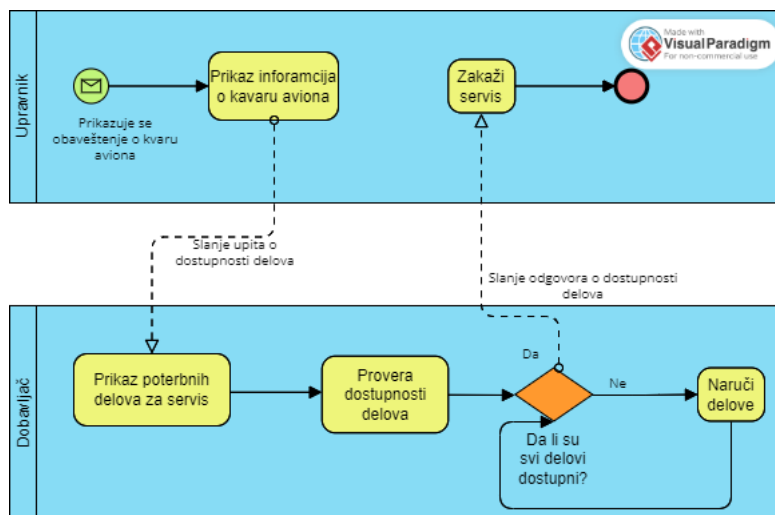 Made with
VisualParadigm
For non-commercial use
Upravnik
Prikazuje se
obaveštenje o kvaru
aviona
Prikaz inforamcija
o kavaru aviona
Zakaži
servis
Slanje upita o
dostupnosti delova
Slanje odgovora o dostupnosti
delova
Dobavljač
Prikaz poterbnih
delova za servis
Provera
dostupnosti
delova
Da
Ne
Naruči
delove
Da li su
svi delovi
dostupni?